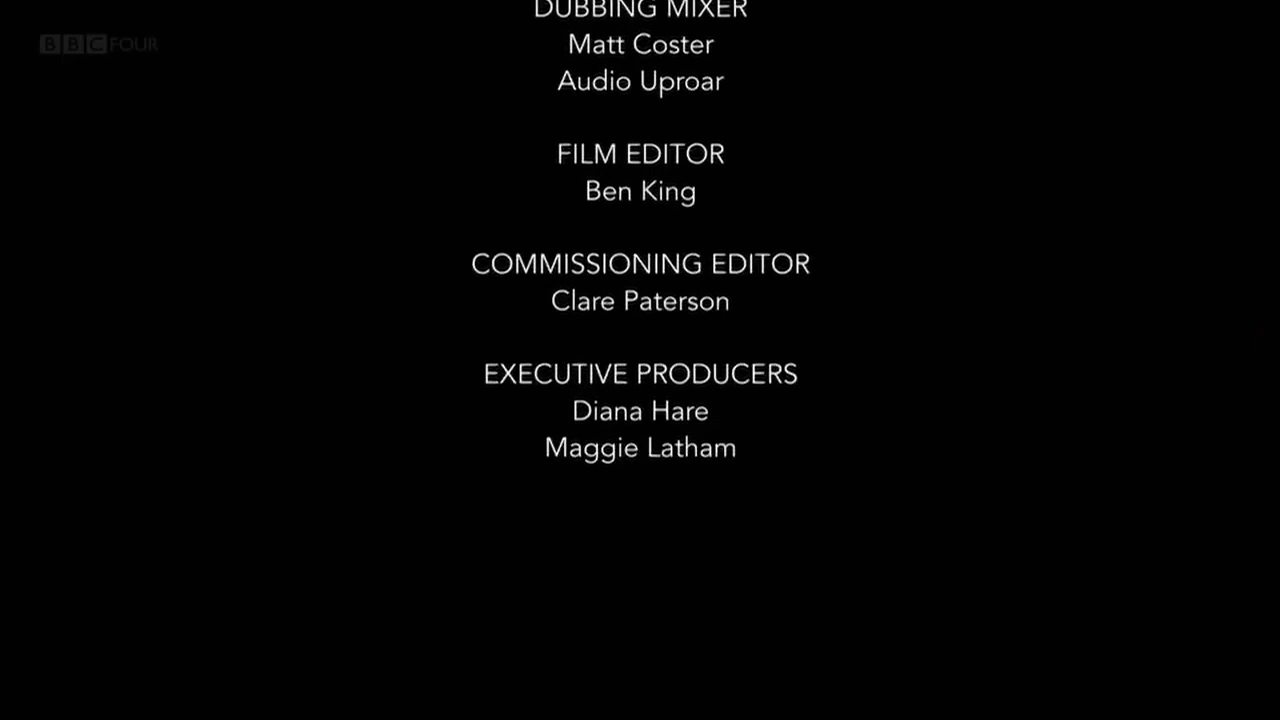 DUBBING MIXER
BBC FOUR
Matt Coster
Audio Uproar
FILM EDITOR
Ben King
COMMISSIONING EDITOR
Clare Paterson
EXECUTIVE PRODUCERS
Diana Hare
Maggie Latham